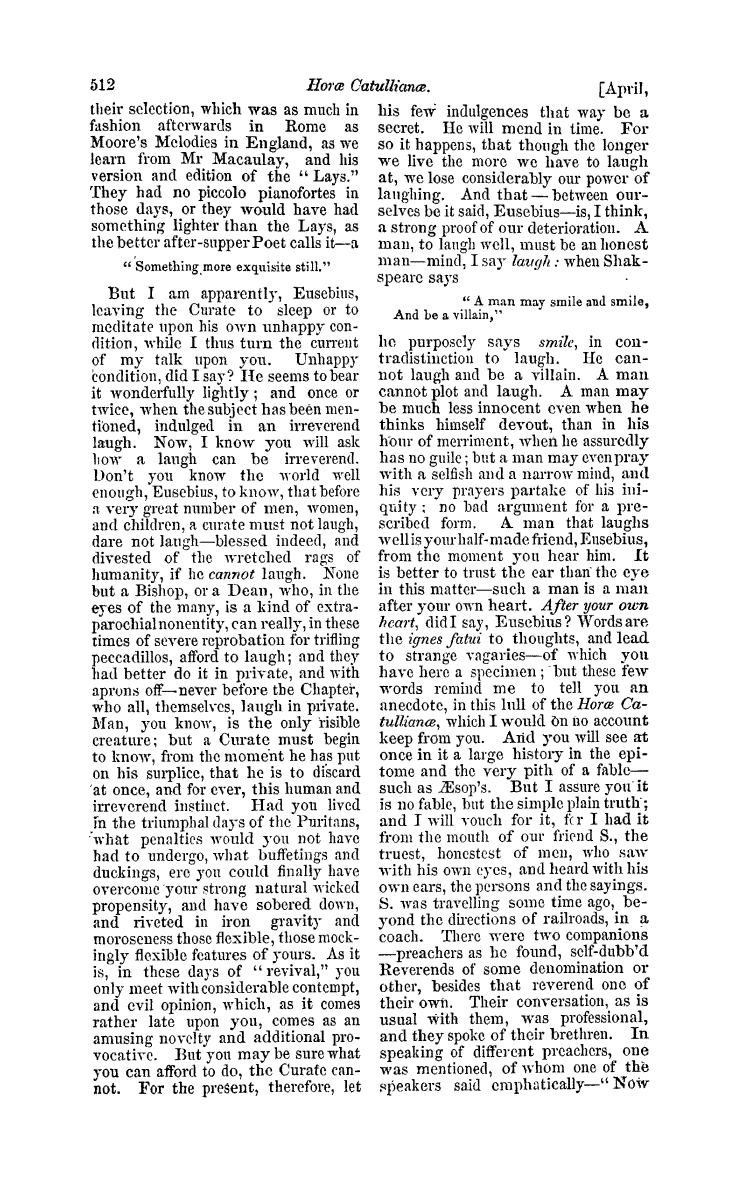 512 Horæ Catullianæ. [April,
their selection, which was as much in
fashion afterwards in Rome as
Moore's Melodies in England, as we
learn from Mr Macaulay, and his
version and edition of the "Lays."
They had no piccolo pianofortes in
those days, or they would have had
something lighter than the Lays, as
the better after-supper Poet calls it—a
"Something more exquisite still."
But I am apparently, Eusebius,
leaving the Curate to sleep or to
meditate upon his own unhappy con-
dition, while I thus turn the current
of my talk upon you. Unhappy
condition, did I say? He seems to bear
it wonderfully lightly; and once or
twice, when the subject has been men-
tioned, indulged in an irreverend
laugh. Now, I know you will ask
how a laugh can be irreverend.
Don't you know the world well
enough, Eusebius, to know, that before
a very great number of men, women,
and children, a curate must not laugh,
dare not laugh—blessed indeed, and
divested of the wretched rags of
humanity, if he cannot laugh. None
but a Bishop, or a Dean, who, in the
eyes of the many, is a kind of extra-
parochial nonentity, can really, in these
times of severe reprobation for trifling
peccadillos, afford to laugh; and they
had better do it in private, and with
aprons off—never before the Chapter,
who all, themselves, laugh in private.
Man, you know, is the only risible
creature; but a Curate must begin
to know, from the moment he has put
on his surplice, that he is to discard
at once, and for ever, this human and
irreverend instinct. Had you lived
in the triumphal days of the Puritans,
what penalties would you not have
had to undergo, what buffetings and
duckings, ere you could finally have
overcome your strong natural wicked
propensity, and have sobered down,
and riveted in iron gravity and
moroseness those flexible, those mock-
ingly flexible features of yours. As it
is, in these days of "revival," you
only meet with considerable contempt,
and evil opinion, which, as it comes
rather late upon you, comes as an
amusing novelty and additional pro-
vocative. But you may be sure what
you can afford to do, the Curate can-
not. For the present, therefore, let
his few indulgences that way be a
secret. He will mend in time. For
so it happens, that though the longer
we live the more we have to laugh
at, we lose considerably our power of
laughing. And that—between our-
selves be it said, Eusebius—is, I think,
a strong proof of our deterioration. A
man, to laugh well, must be an honest
man—mind, I say laugh: when Shak-
speare says
"A man may smile and smile,
And be a villain,"
he purposely says smile, in con-
tradistinction to laugh. He can-
not laugh and be a villain. A man
cannot plot and laugh. A man may
be much less innocent even when he
thinks himself devout, than in his
hour of merriment, when he assuredly
has no guile; but a man may even pray
with a selfish and a narrow mind, and
his very prayers partake of his ini-
quity; no bad argument for a pre-
scribed form. A man that laughs
well is your half-made friend, Eusebius,
from the moment you hear him. It
is better to trust the ear than the eye
in this matter—such a man is a man
after your own heart. After your own
heart, did I say, Eusebius? Words are
the ignes fatui to thoughts, and lead
to strange vagaries—of which you
have here a specimen; but these few
words remind me to tell you an
anecdote, in this lull of the Horæ Ca-
tullianæ, which I would on no account
keep from you. And you will see at
once in it a large history in the epi-
tome and the very pith of a fable—
such as Æsop's. But I assure you it
is no fable, but the simple plain truth;
and I will vouch for it, for I had it
from the mouth of our friend S., the
truest, honestest of men, who saw
with his own eyes, and heard with his
own ears, the persons and the sayings.
S. was travelling some time ago, be-
yond the directions of railroads, in a
coach. There were two companions
—preachers as he found, self-dubb'd
Reverends of some denomination or
other, besides that reverend one of
their own. Their conversation, as is
usual with them, was professional,
and they spoke of their brethren. In
speaking of different preachers, one
was mentioned, of whom one of the
speakers said emphatically—"Now